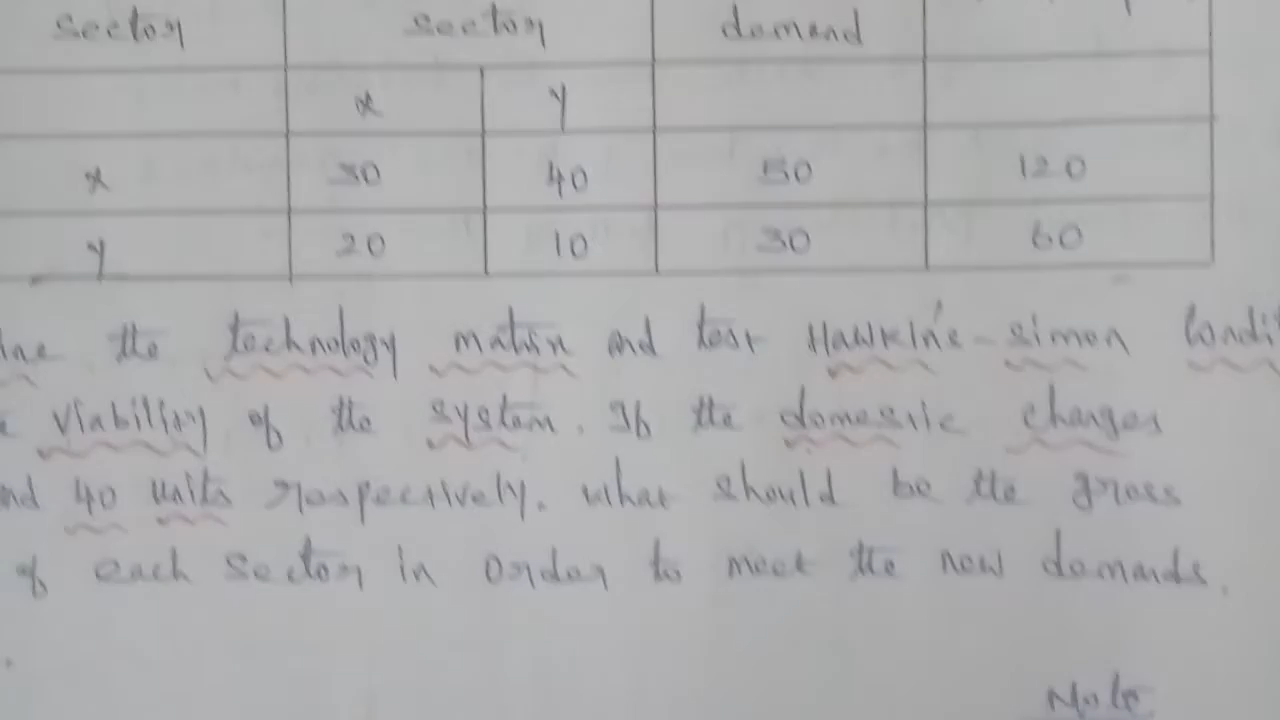 sector sector demand
x y
x 30 40 50 120
y 20 10 30 60
the technology matrix and test Hawkin's-simon
viability of the system. If the domestic changes
40 units respectively. what should be the gross
of each sector in order to meet the new demands.
Note